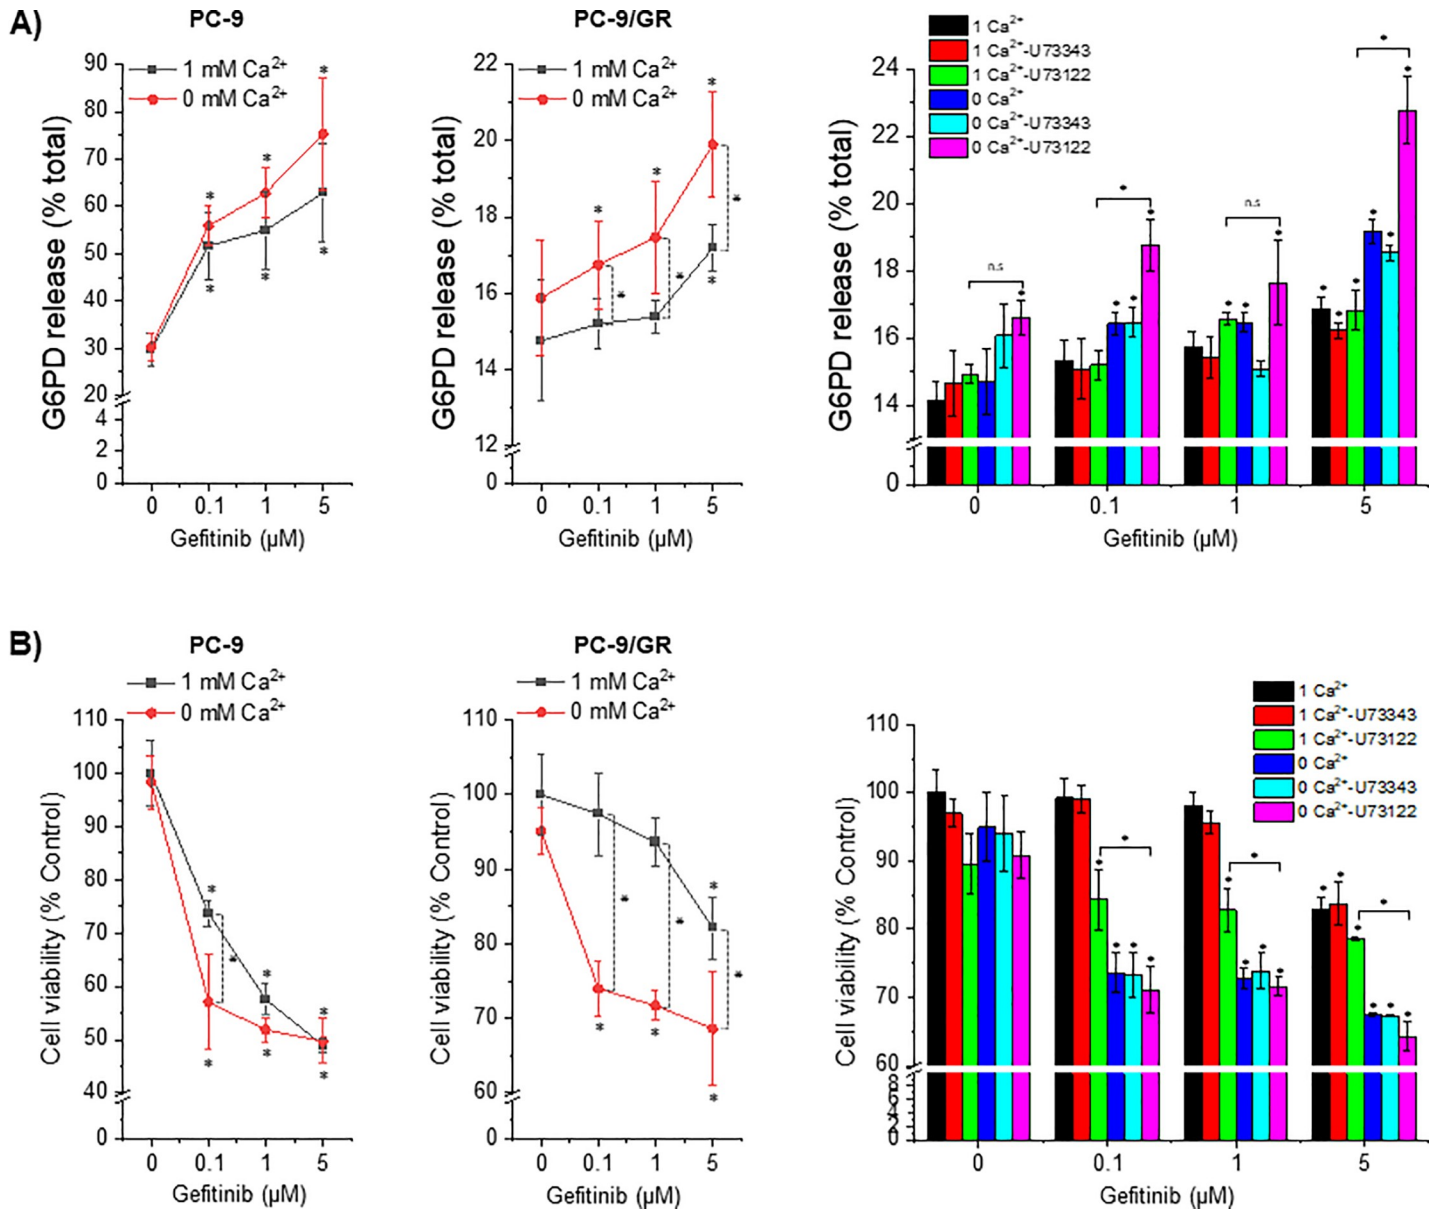 A)
PC-9
1 mM Ca²⁺
0 mM Ca²⁺
G6PD release (% total)
90
80
70
60
50
40
30
20
4
2
0
0 0.1 1 5
Gefitinib (µM)
PC-9/GR
1 mM Ca²⁺
0 mM Ca²⁺
G6PD release (% total)
22
20
18
16
14
12
0
0 0.1 1 5
Gefitinib (µM)
1 Ca²⁺
1 Ca²⁺-U73343
1 Ca²⁺-U73122
0 Ca²⁺
0 Ca²⁺-U73343
0 Ca²⁺-U73122
G6PD release (% total)
24
22
20
18
16
14
0
n.s
*
n.s
*
0 0.1 1 5
Gefitinib (µM)
B)
PC-9
1 mM Ca²⁺
0 mM Ca²⁺
Cell viability (% Control)
110
100
90
80
70
60
50
40
0
0 0.1 1 5
Gefitinib (µM)
PC-9/GR
1 mM Ca²⁺
0 mM Ca²⁺
Cell viability (% Control)
110
100
90
80
70
60
0
0 0.1 1 5
Gefitinib (µM)
1 Ca²⁺
1 Ca²⁺-U73343
1 Ca²⁺-U73122
0 Ca²⁺
0 Ca²⁺-U73343
0 Ca²⁺-U73122
Cell viability (% Control)
110
100
90
80
70
60
8
6
4
2
0
0 0.1 1 5
Gefitinib (µM)